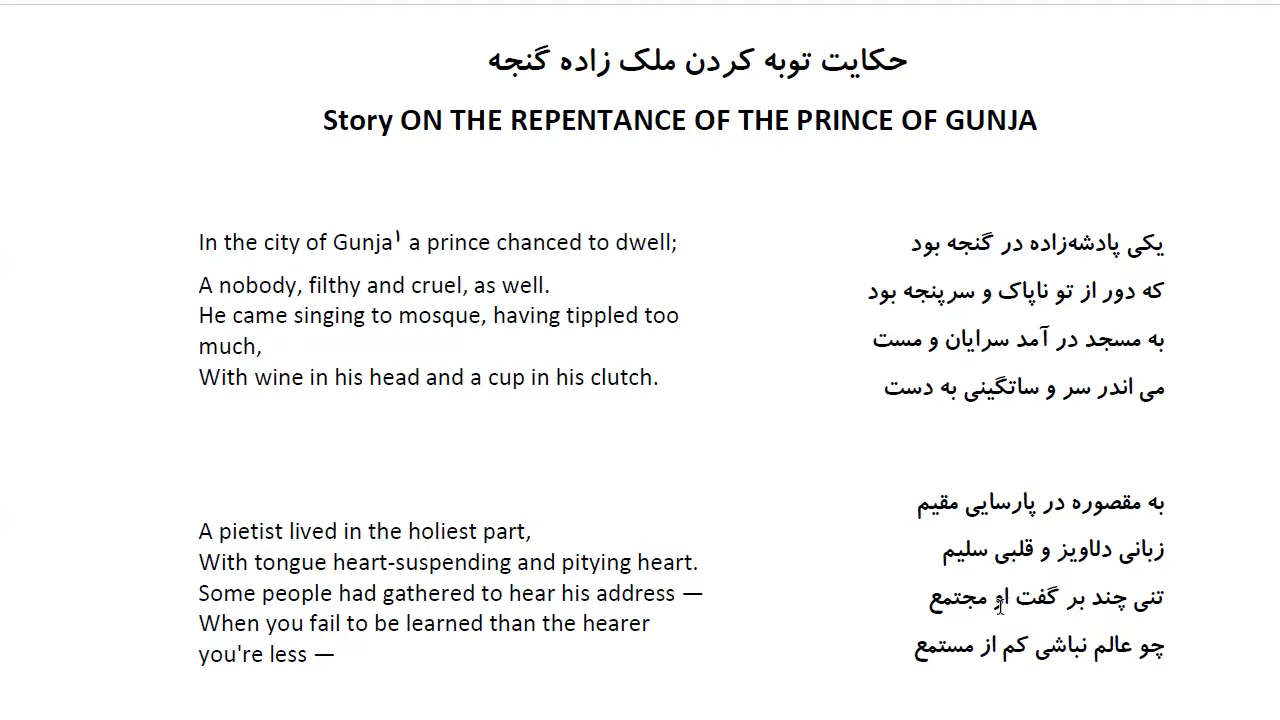 حکایت توبه کردن ملک زاده گنجه
Story ON THE REPENTANCE OF THE PRINCE OF GUNJA
In the city of Gunja¹ a prince chanced to dwell;
A nobody, filthy and cruel, as well.
He came singing to mosque, having tippled too
much,
With wine in his head and a cup in his clutch.
یکی پادشه‌زاده در گنجه بود
که دور از تو ناپاک و سرپنجه بود
به مسجد در آمد سرایان و مست
می اندر سر و ساتگینی به دست
A pietist lived in the holiest part,
With tongue heart-suspending and pitying heart.
Some people had gathered to hear his address —
When you fail to be learned than the hearer
you're less —
به مقصوره در پارسایی مقیم
زبانی دلاویز و قلبی سلیم
تنی چند بر گفت او مجتمع
چو عالم نباشی کم از مستمع